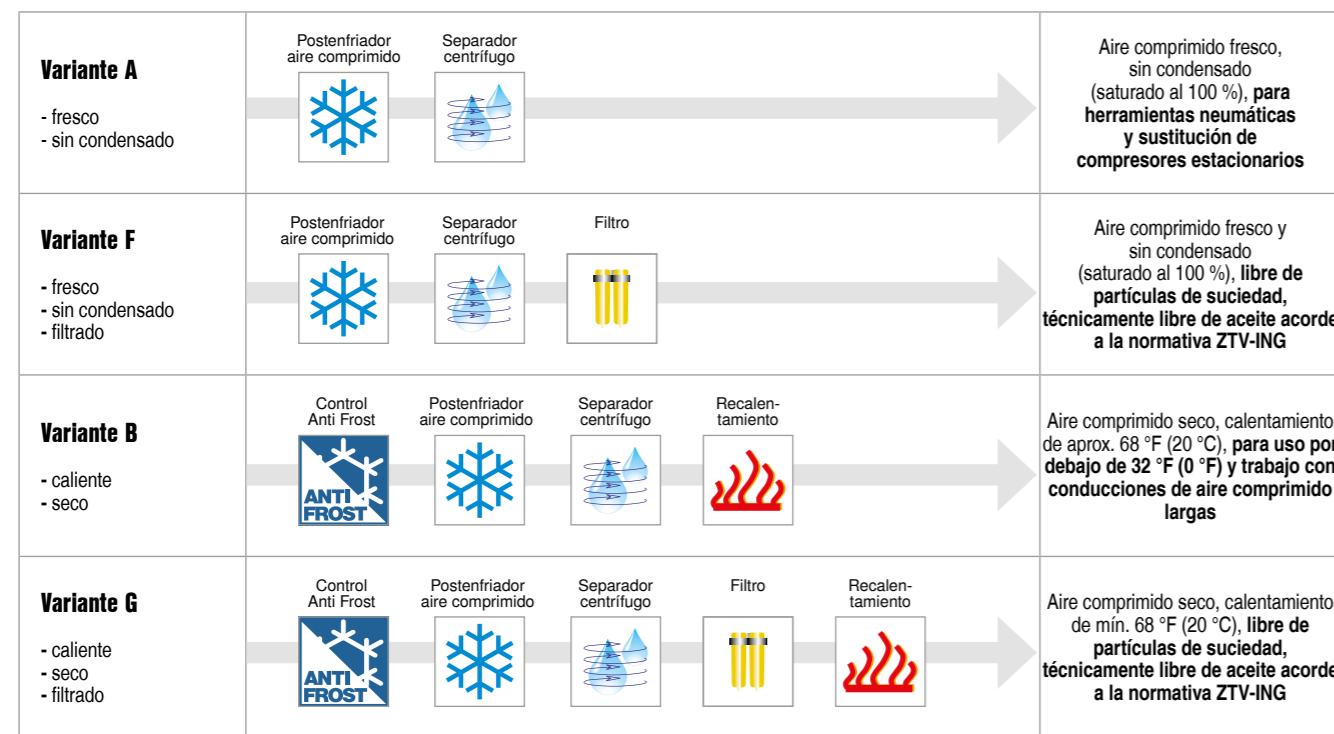 Variante A
- fresco
- sin condensado
Postenfriador
aire comprimido
Separador
centrífugo
Aire comprimido fresco,
sin condensado
(saturado al 100 %), para
herramientas neumáticas
y sustitución de
compresores estacionarios
Variante F
- fresco
- sin condensado
- filtrado
Postenfriador
aire comprimido
Separador
centrífugo
Filtro
Aire comprimido fresco y
sin condensado
(saturado al 100 %), libre de
partículas de suciedad,
técnicamente libre de aceite acorde
a la normativa ZTV-ING
Variante B
- caliente
- seco
Control
Anti Frost
ANTI
FROST
Postenfriador
aire comprimido
Separador
centrífugo
Recalen-
tamiento
Aire comprimido seco, calentamiento
de aprox. 68 °F (20 °C), para uso por
debajo de 32 °F (0 °F) y trabajo con
conducciones de aire comprimido
largas
Variante G
- caliente
- seco
- filtrado
Control
Anti Frost
ANTI
FROST
Postenfriador
aire comprimido
Separador
centrífugo
Filtro
Recalen-
tamiento
Aire comprimido seco, calentamiento
de mín. 68 °F (20 °C), libre de
partículas de suciedad,
técnicamente libre de aceite acorde
a la normativa ZTV-ING